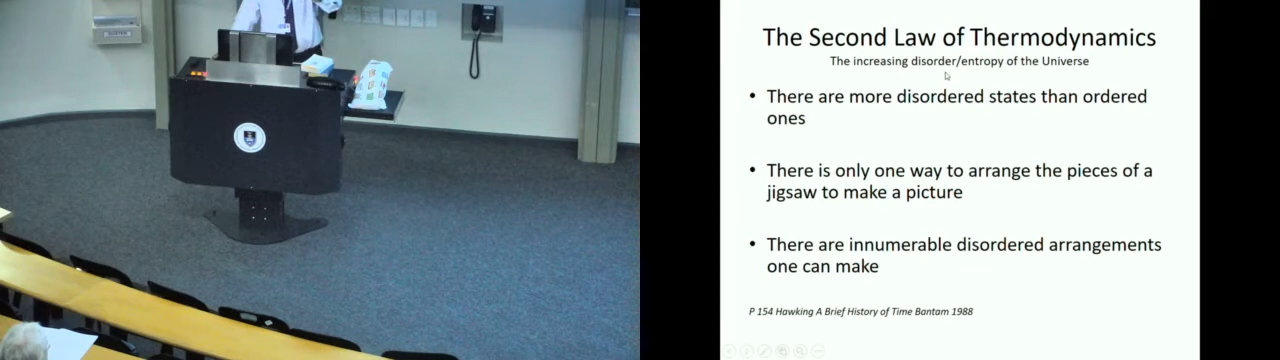 The Second Law of Thermodynamics
The increasing disorder/entropy of the Universe
• There are more disordered states than ordered
ones
• There is only one way to arrange the pieces of a
jigsaw to make a picture
• There are innumerable disordered arrangements
one can make
P 154 Hawking A Brief History of Time Bantam 1988